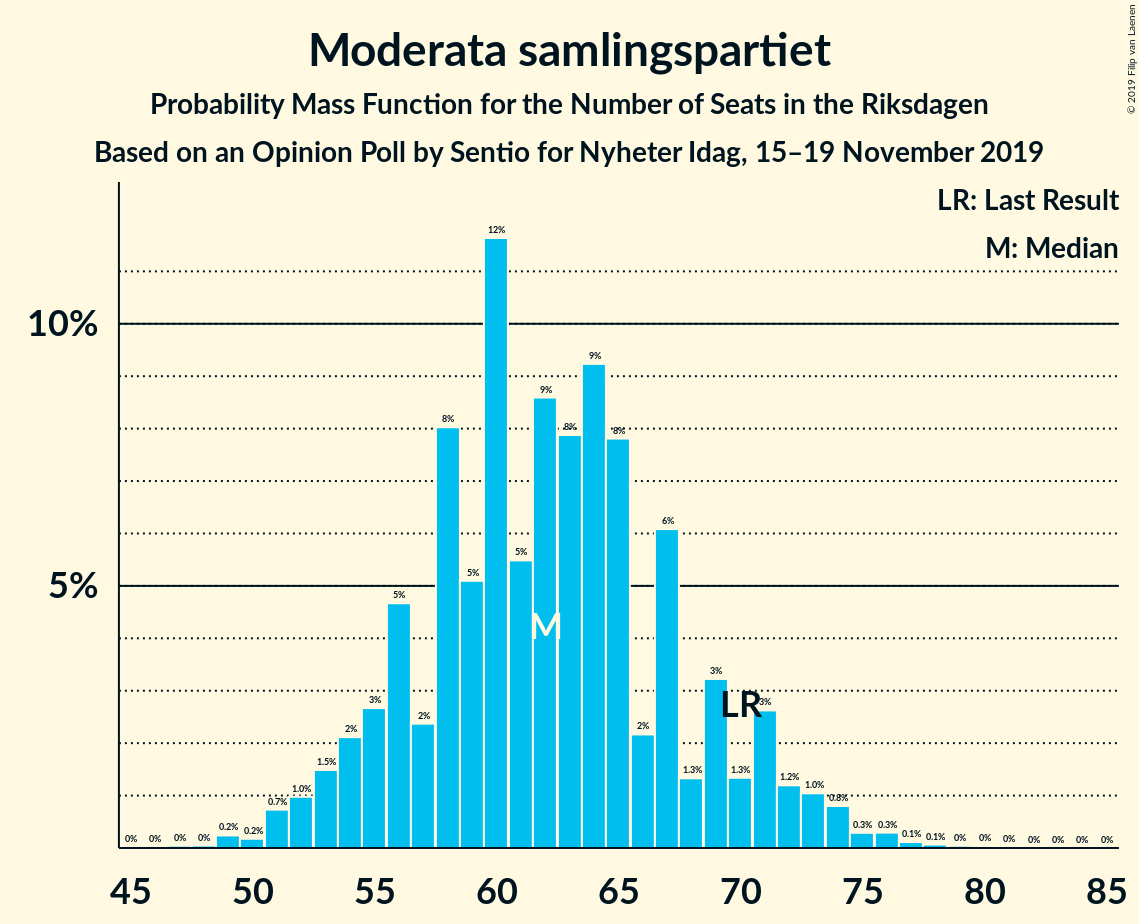 Moderata samlingspartiet
Probability Mass Function for the Number of Seats in the Riksdagen
Based on an Opinion Poll by Sentio for Nyheter Idag, 15–19 November 2019
© 2019 Filip van Laenen
LR: Last Result
M: Median
10%
5%
0% 0% 0% 0% 0.2% 0.2% 0.7% 1.0% 1.5% 2% 3% 5% 2% 8% 5% 12% 5% 9% 8% 9% 8% 2% 6% 1.3% 3% 1.3% 3% 1.2% 1.0% 0.8% 0.3% 0.3% 0.1% 0.1% 0% 0% 0% 0% 0% 0% 0%
M
LR
45 50 55 60 65 70 75 80 85